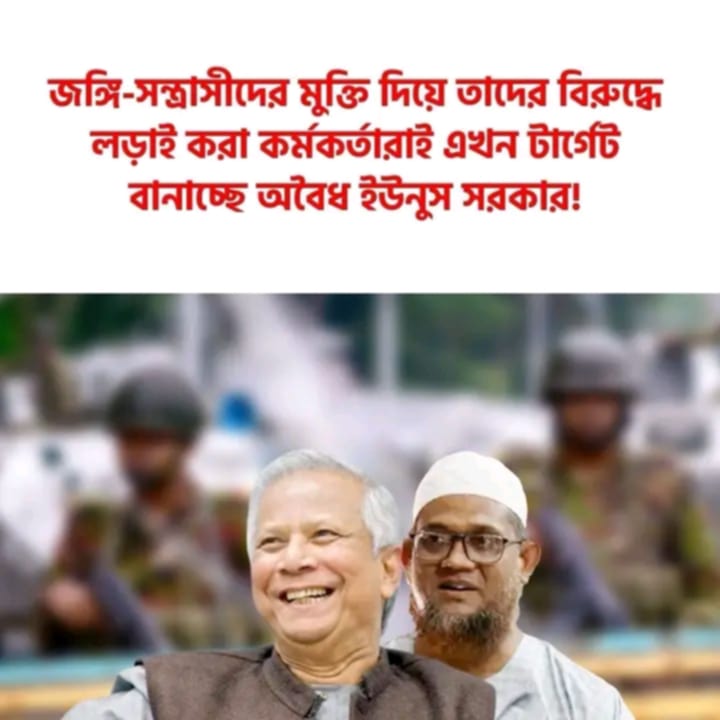 জঙ্গি-সন্ত্রাসীদের মুক্তি দিয়ে তাদের বিরুদ্ধে
লড়াই করা কর্মকর্তারাই এখন টার্গেট
বানাচ্ছে অবৈধ ইউনুস সরকার!